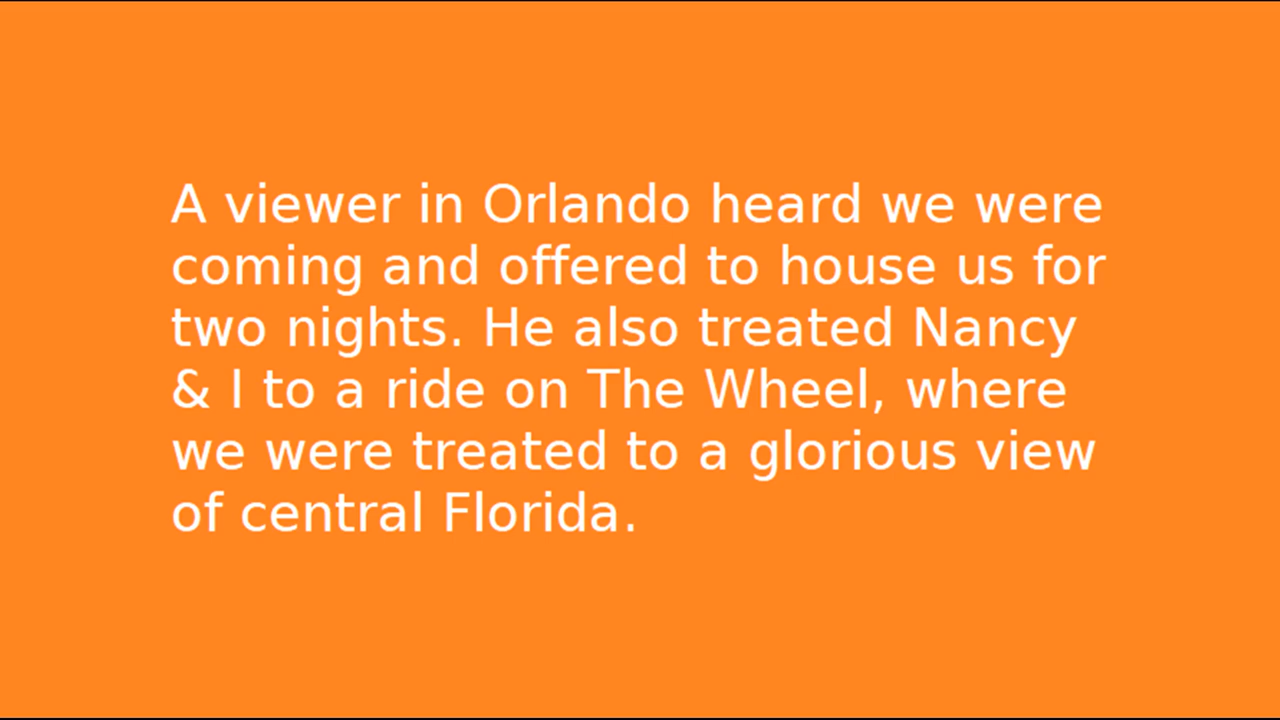 A viewer in Orlando heard we were
coming and offered to house us for
two nights. He also treated Nancy
& I to a ride on The Wheel, where
we were treated to a glorious view
of central Florida.